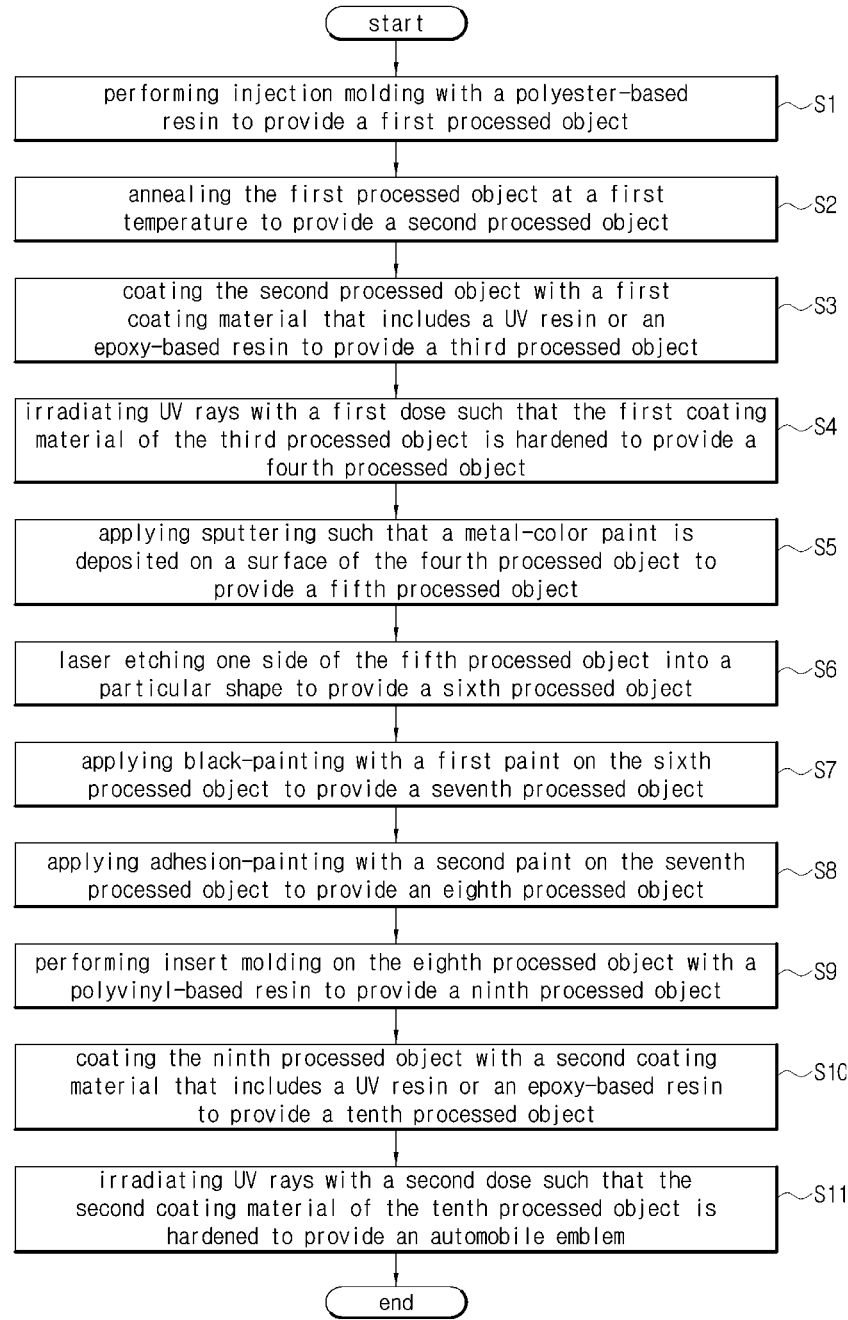 start
performing injection molding with a polyester-based
resin to provide a first processed object
S1
annealing the first processed object at a first
temperature to provide a second processed object
S2
coating the second processed object with a first
coating material that includes a UV resin or an
epoxy-based resin to provide a third processed object
S3
irradiating UV rays with a first dose such that the first coating
material of the third processed object is hardened to provide a
fourth processed object
S4
applying sputtering such that a metal-color paint is
deposited on a surface of the fourth processed object to
provide a fifth processed object
S5
laser etching one side of the fifth processed object into a
particular shape to provide a sixth processed object
S6
applying black-painting with a first paint on the sixth
processed object to provide a seventh processed object
S7
applying adhesion-painting with a second paint on the seventh
processed object to provide an eighth processed object
S8
performing insert molding on the eighth processed object with a
polyvinyl-based resin to provide a ninth processed object
S9
coating the ninth processed object with a second coating
material that includes a UV resin or an epoxy-based resin
to provide a tenth processed object
S10
irradiating UV rays with a second dose such that the
second coating material of the tenth processed object is
hardened to provide an automobile emblem
S11
end